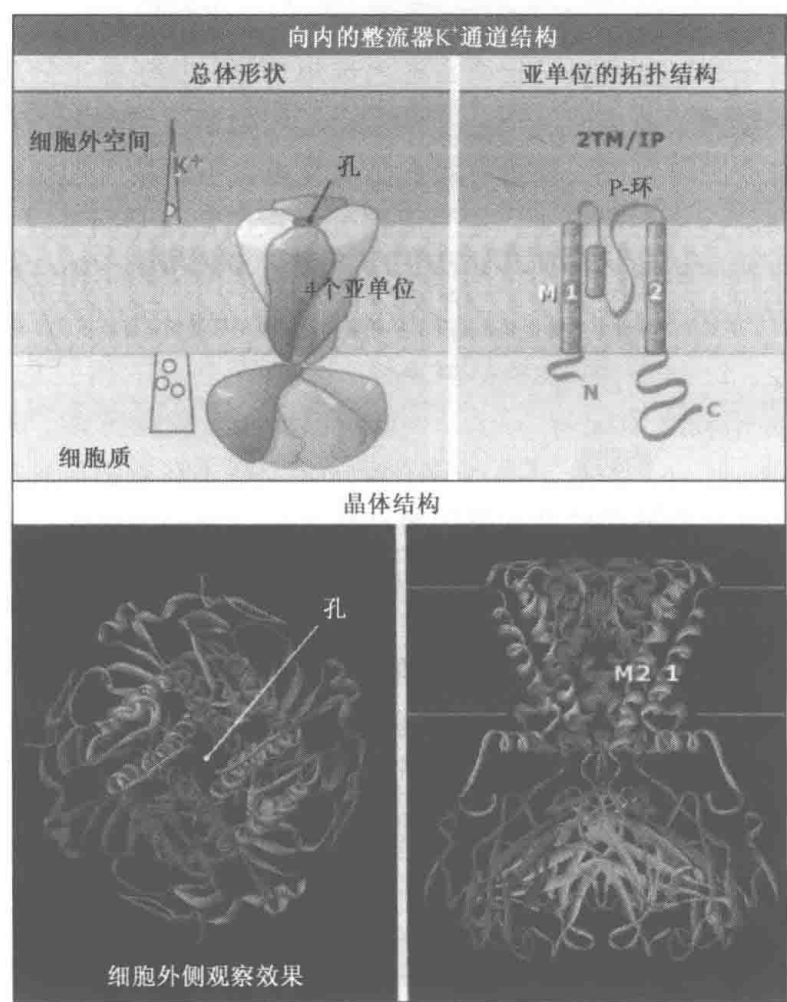 向内的整流器K⁺通道结构
总体形状
亚单位的拓扑结构
细胞外空间
K⁺
孔
4个亚单位
细胞质
2TM/IP
P-环
M 1
2
N
C
晶体结构
孔
细胞外侧观察效果
M2 1